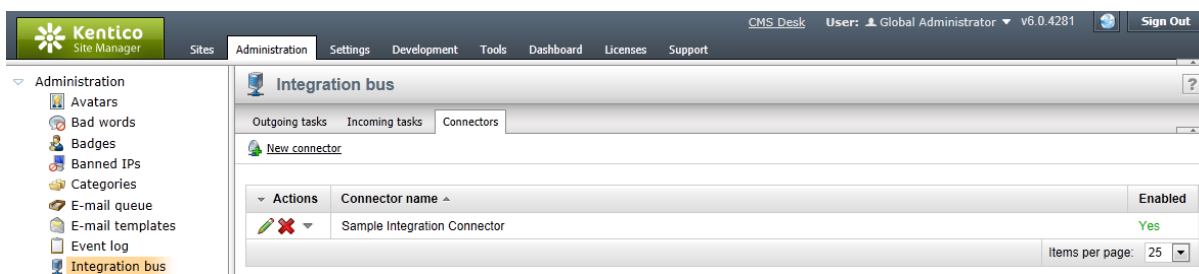 Kentico
Site Manager
CMS Desk User: Global Administrator v6.0.4281 Sign Out
Sites Administration Settings Development Tools Dashboard Licenses Support
Administration
Avatars
Bad words
Badges
Banned IPs
Categories
E-mail queue
E-mail templates
Event log
Integration bus
Integration bus
?
Outgoing tasks Incoming tasks Connectors
New connector
Actions Connector name Enabled
Sample Integration Connector Yes
Items per page: 25